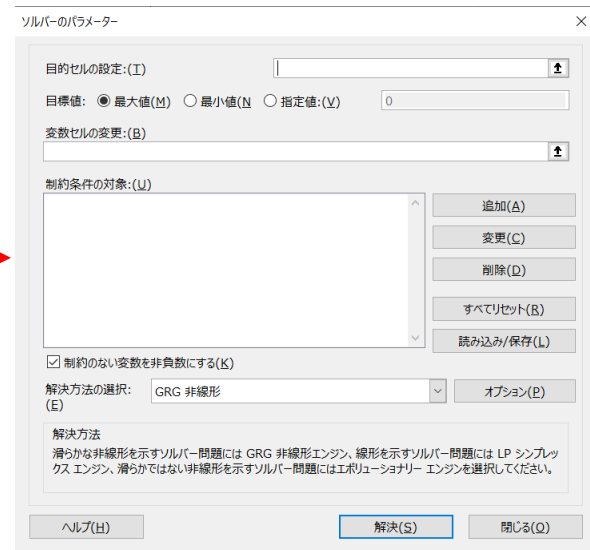 ソルバーのパラメーター
目的セルの設定:(T)
目標値: 最大値(M) 最小値(N 指定値:(V) 0
変数セルの変更:(B)
制約条件の対象:(U)
追加(A)
変更(C)
削除(D)
すべてリセット(R)
読み込み/保存(L)
制約のない変数を非負数にする(K)
解決方法の選択: GRG 非線形 オプション(P)
(E)
解決方法
滑らかな非線形を示すソルバー問題には GRG 非線形エンジン、線形を示すソルバー問題には LP シンプレッ
クス エンジン、滑らかではない非線形を示すソルバー問題にはエボリューショナリー エンジンを選択してください。
ヘルプ(H) 解決(S) 閉じる(O)